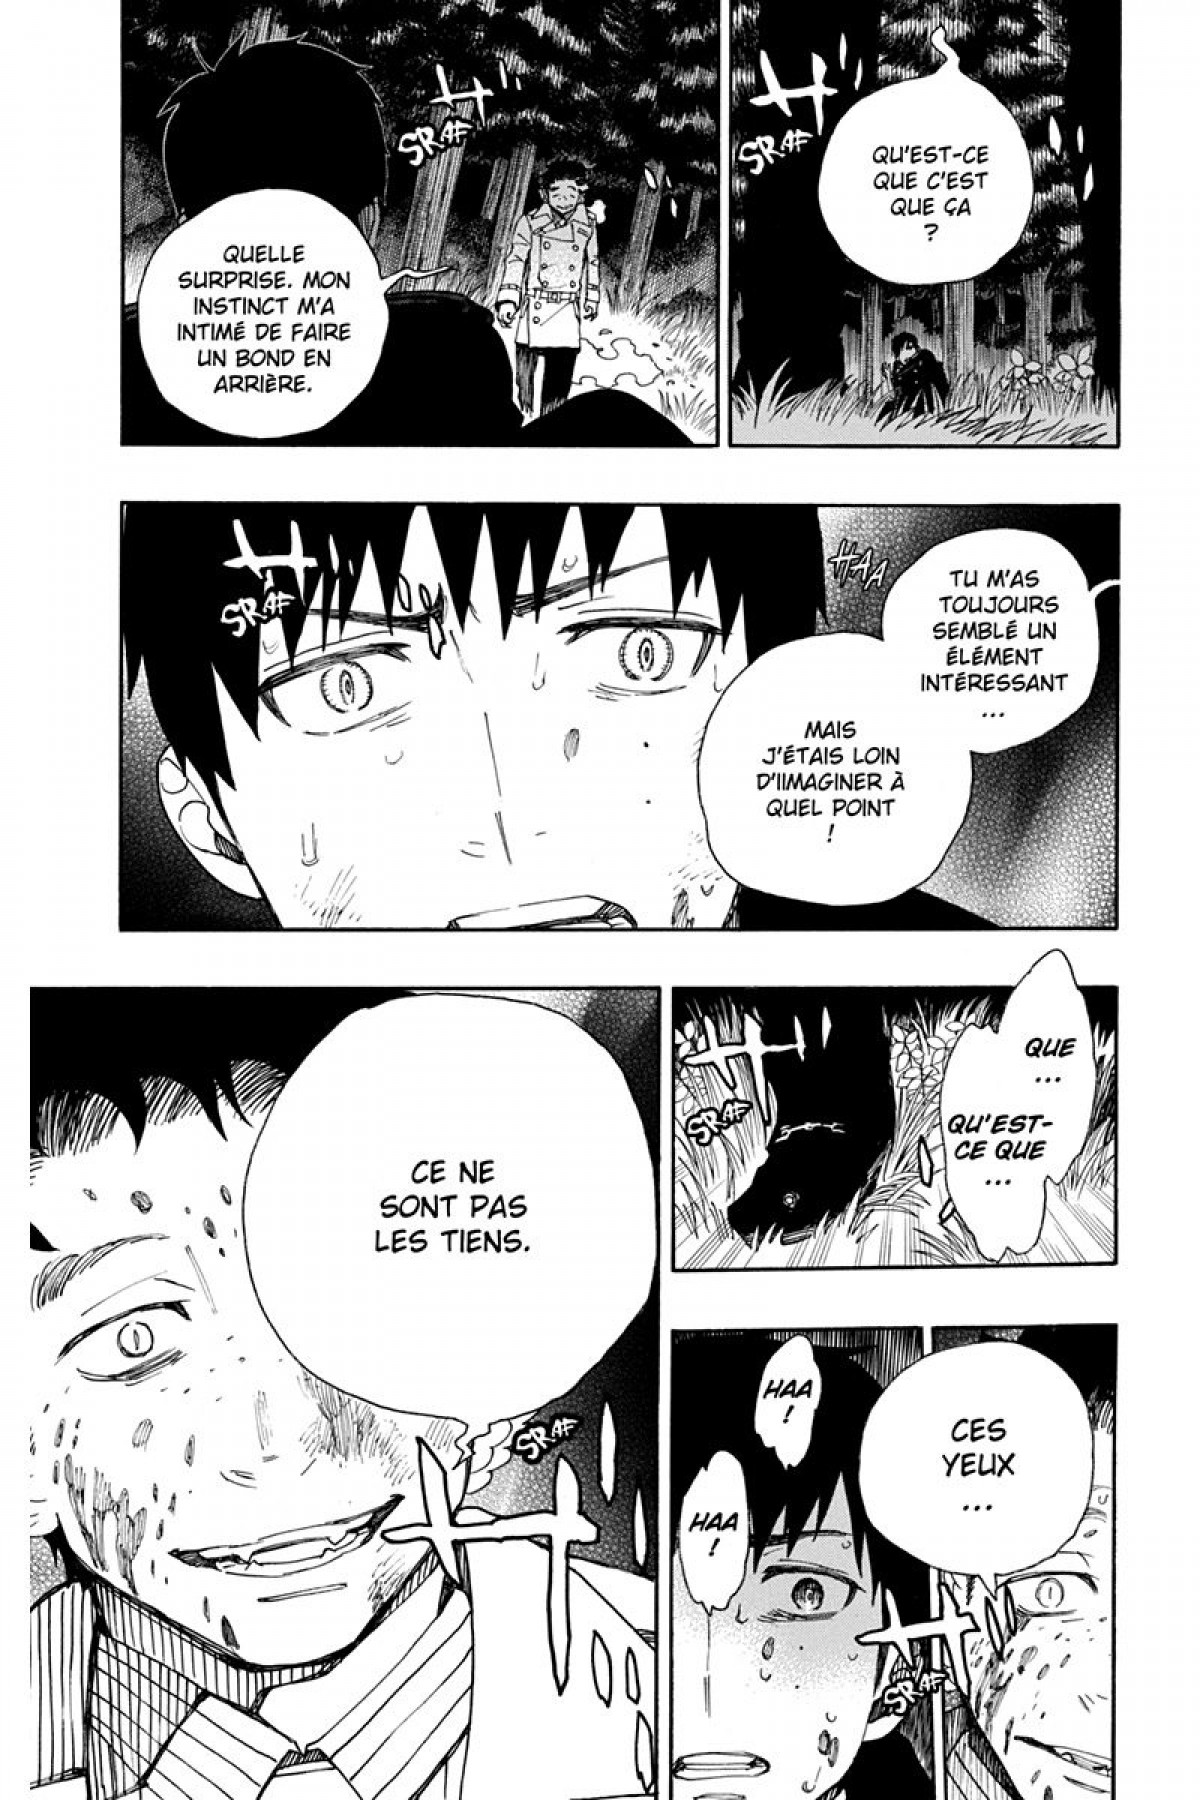 QU'EST-CE
QUE C'EST
QUE ÇA
?
SRAF
SRAF
QUELLE
SURPRISE. MON
INSTINCT M'A
INTIMÉ DE FAIRE
UN BOND EN
ARRIÈRE.
TU M'AS
TOUJOURS
SEMBLÉ UN
ÉLÉMENT
INTÉRESSANT
...
HAA
MAIS
J'ÉTAIS LOIN
D'IIMAGINER À
QUEL POINT
!
SRAF
SRAF
QUE
...
QU'EST-
CE QUE
...
SRAF
CES
YEUX
...
HAA
!
HAA
!
SRAF
CE NE
SONT PAS
LES TIENS.
SRAF